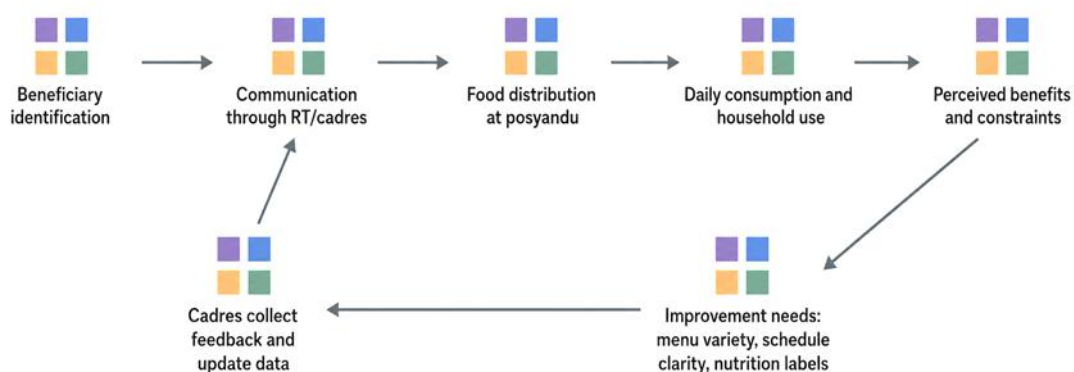 Beneficiary
identification
Communication
through RT/cadres
Food distribution
at posyandu
Daily consumption and
household use
Perceived benefits
and constraints
Cadres collect
feedback and
update data
Improvement needs:
menu variety, schedule
clarity, nutrition labels